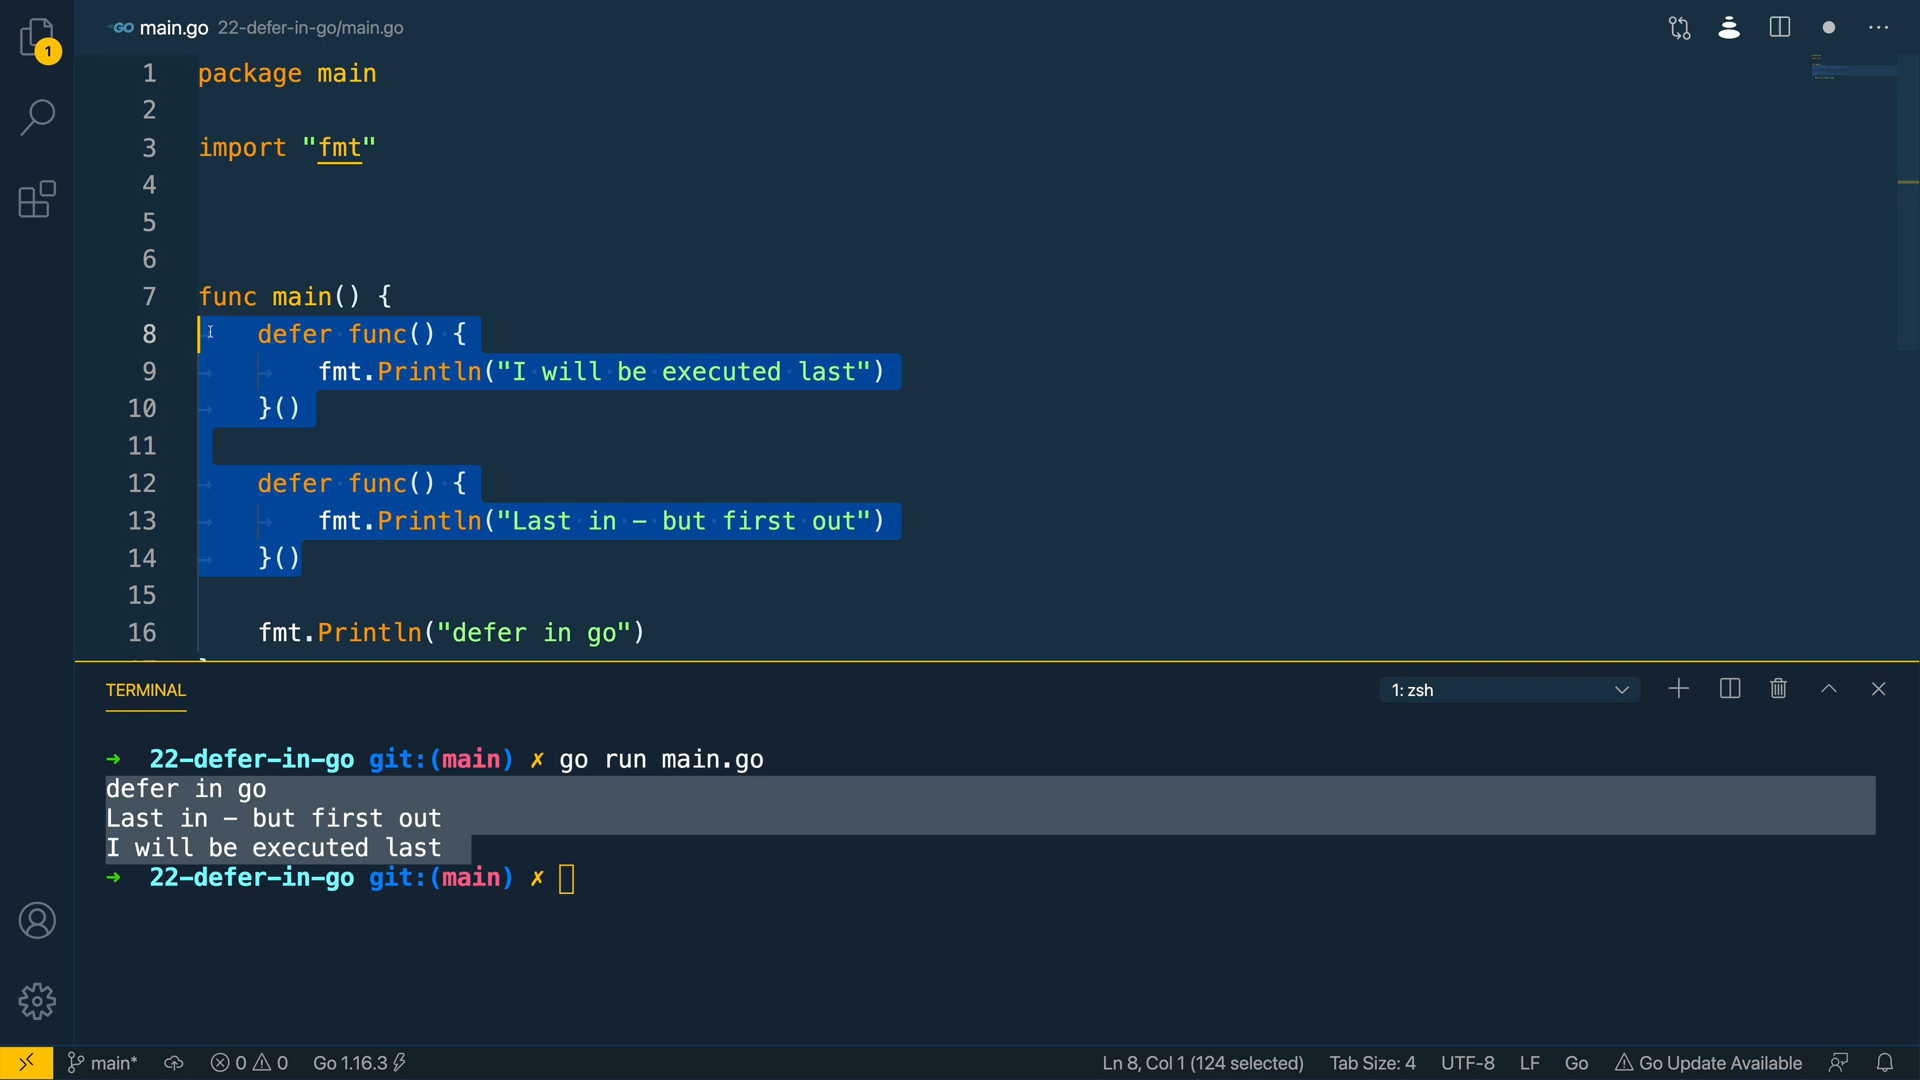 GO main.go 22-defer-in-go/main.go
1
1 package main
2
3 import "fmt"
4
5
6
7 func main() {
8 defer func() {
9 fmt.Println("I will be executed last")
10 }()
11
12 defer func() {
13 fmt.Println("Last in – but first out")
14 }()
15
16 fmt.Println("defer in go")
TERMINAL
1: zsh
➜ 22-defer-in-go git:(main) ✗ go run main.go
defer in go
Last in – but first out
I will be executed last
➜ 22-defer-in-go git:(main) ✗
main* 0 0 Go 1.16.3 Ln 8, Col 1 (124 selected) Tab Size: 4 UTF-8 LF Go Go Update Available